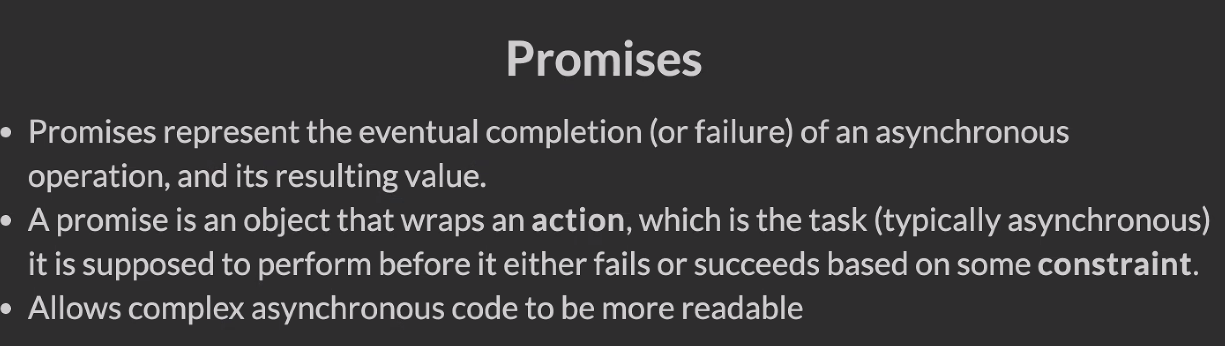 Promises
• Promises represent the eventual completion (or failure) of an asynchronous
operation, and its resulting value.
• A promise is an object that wraps an action, which is the task (typically asynchronous)
it is supposed to perform before it either fails or succeeds based on some constraint.
• Allows complex asynchronous code to be more readable